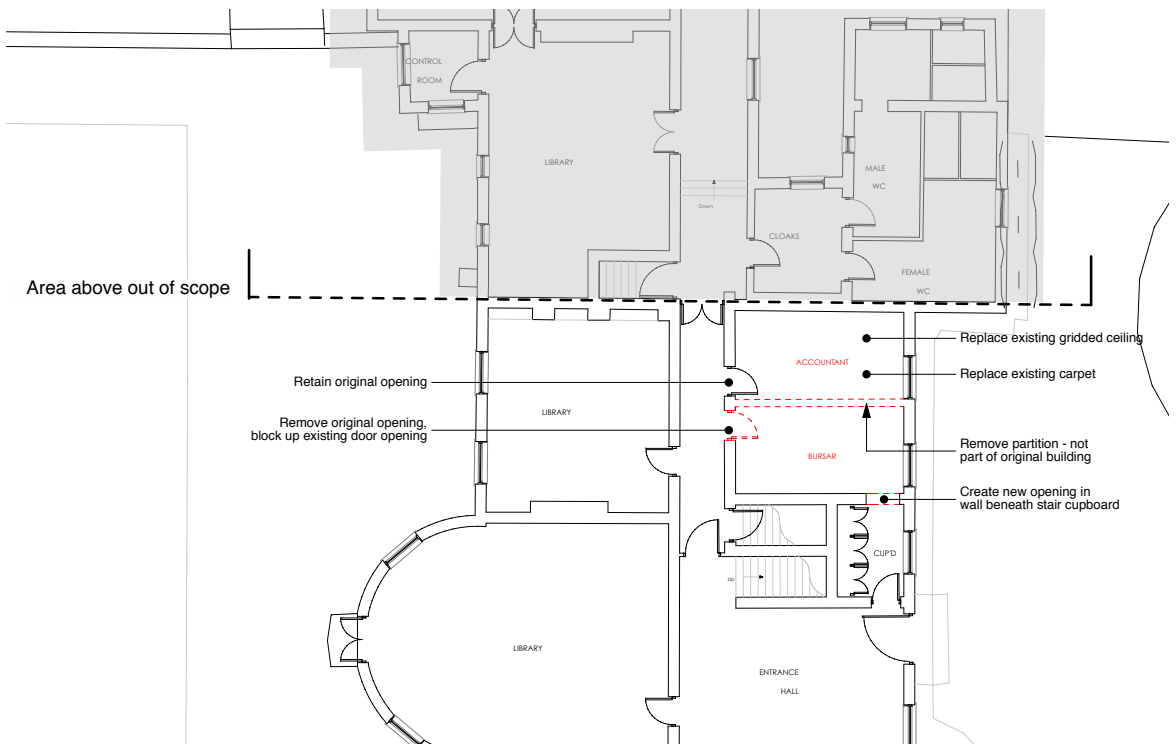 CONTROL
ROOM
LIBRARY
MALE
WC
Down
CLOAKS
FEMALE
WC
Area above out of scope
Replace existing gridded ceiling
ACCOUNTANT
Replace existing carpet
Retain original opening
LIBRARY
Remove original opening,
block up existing door opening
Remove partition - not
part of original building
BURSAR
Create new opening in
wall beneath stair cupboard
CUP'D
Up
LIBRARY
ENTRANCE
HALL